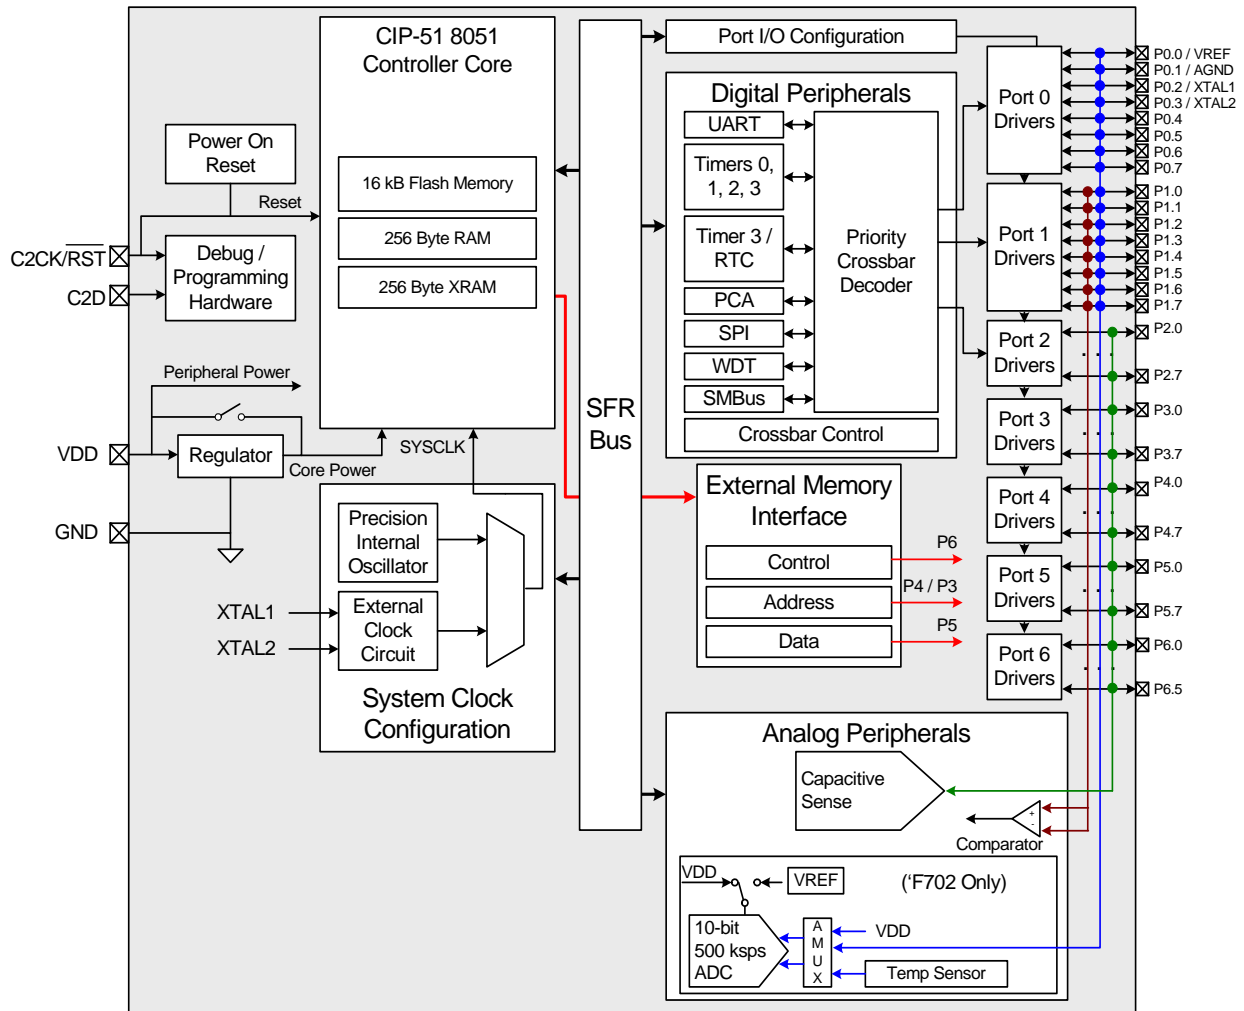 CIP-51 8051
Controller Core
16 kB Flash Memory
256 Byte RAM
256 Byte XRAM
Power On
Reset
Reset
C2CK/RST
C2D
Debug /
Programming
Hardware
Peripheral Power
VDD
Regulator
Core Power
SYSCLK
GND
Precision
Internal
Oscillator
XTAL1
XTAL2
External
Clock
Circuit
System Clock
Configuration
SFR
Bus
Port I/O Configuration
Digital Peripherals
UART
Timers 0,
1, 2, 3
Timer 3 /
RTC
PCA
SPI
WDT
SMBus
Priority
Crossbar
Decoder
Crossbar Control
External Memory
Interface
Control
Address
Data
P6
P4 / P3
P5
Port 0
Drivers
Port 1
Drivers
Port 2
Drivers
Port 3
Drivers
Port 4
Drivers
Port 5
Drivers
Port 6
Drivers
P0.0 / VREF
P0.1 / AGND
P0.2 / XTAL1
P0.3 / XTAL2
P0.4
P0.5
P0.6
P0.7
P1.0
P1.1
P1.2
P1.3
P1.4
P1.5
P1.6
P1.7
P2.0
. . .
P2.7
P3.0
. . .
P3.7
P4.0
. . .
P4.7
P5.0
. . .
P5.7
P6.0
. . .
P6.5
Analog Peripherals
Capacitive
Sense
+
-
Comparator
VDD
VREF
('F702 Only)
10-bit
500 ksps
ADC
A
M
U
X
VDD
Temp Sensor